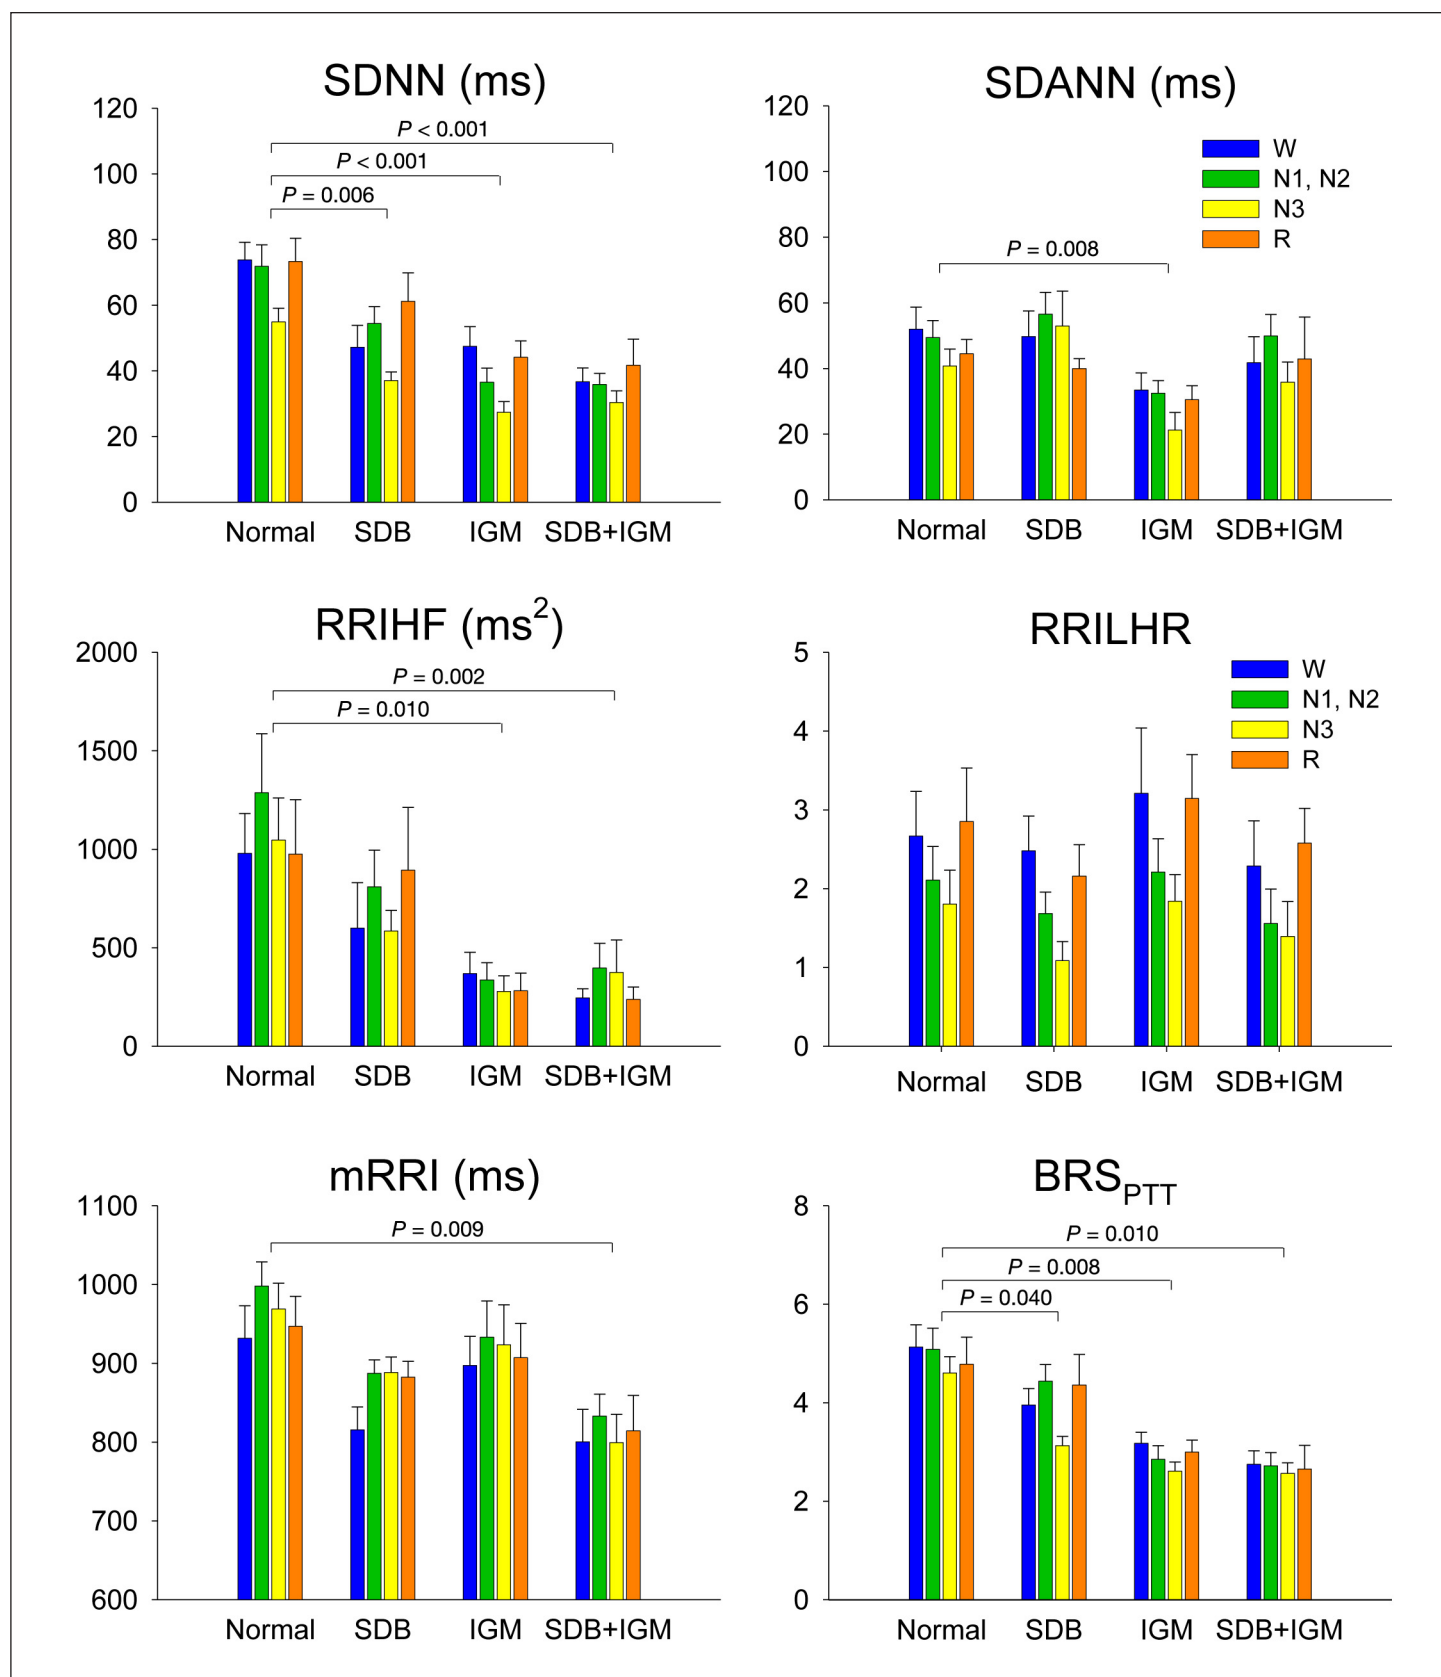 SDNN (ms)
120
100
80
60
40
20
0
P < 0.001
P < 0.001
P = 0.006
Normal SDB IGM SDB+IGM
SDANN (ms)
120
100
80
60
40
20
0
W
N1, N2
N3
R
P = 0.008
Normal SDB IGM SDB+IGM
RRIHF (ms²)
2000
1500
1000
500
0
P = 0.002
P = 0.010
Normal SDB IGM SDB+IGM
RRILHR
5
4
3
2
1
0
W
N1, N2
N3
R
Normal SDB IGM SDB+IGM
mRRI (ms)
1100
1000
900
800
700
600
P = 0.009
Normal SDB IGM SDB+IGM
BRS PTT
8
6
4
2
0
P = 0.010
P = 0.008
P = 0.040
Normal SDB IGM SDB+IGM